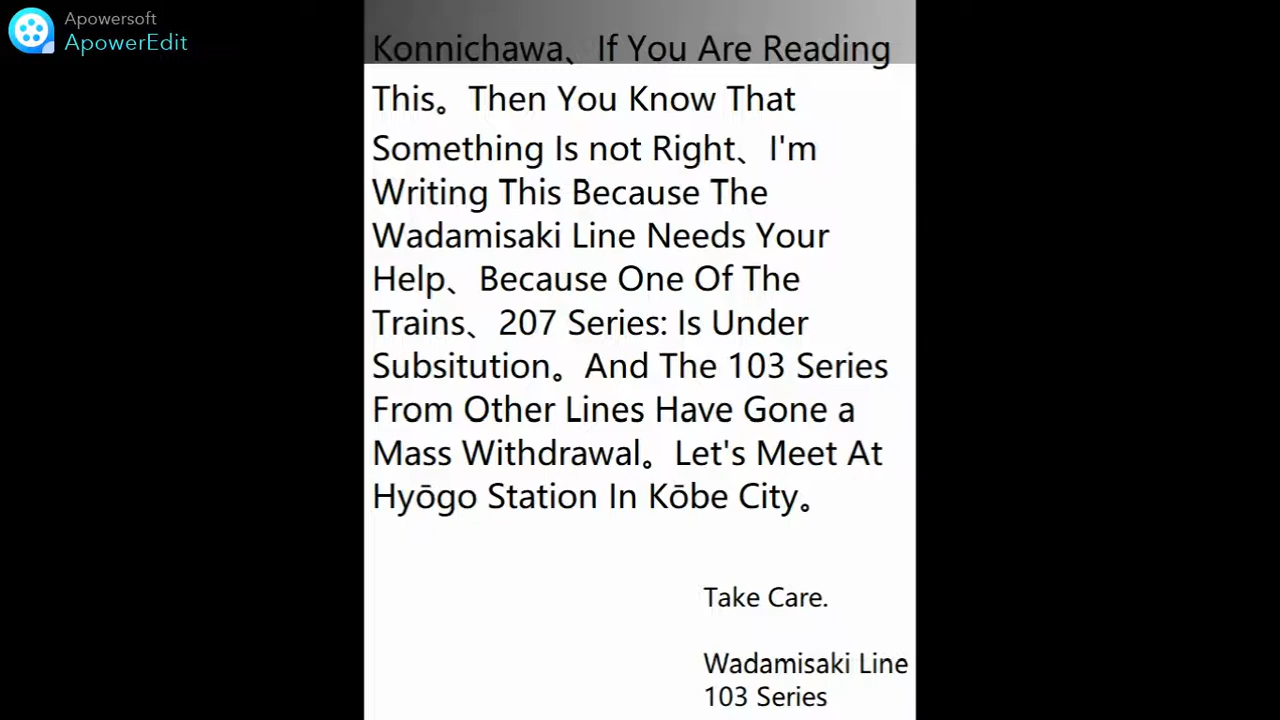 Apowersoft
ApowerEdit
Konnichawa、If You Are Reading
This。Then You Know That
Something Is not Right、I'm
Writing This Because The
Wadamisaki Line Needs Your
Help、Because One Of The
Trains、207 Series: Is Under
Subsitution。And The 103 Series
From Other Lines Have Gone a
Mass Withdrawal。Let's Meet At
Hyōgo Station In Kōbe City。
Take Care.
Wadamisaki Line
103 Series